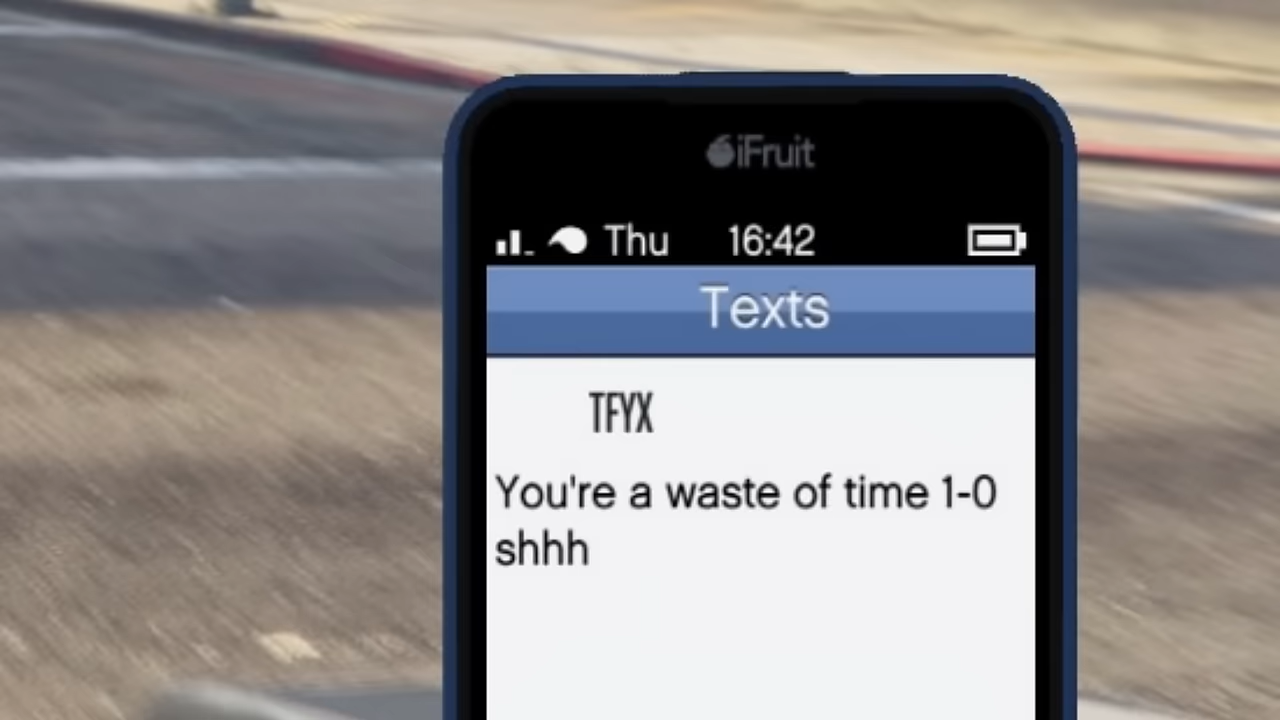 iFruit
Thu 16:42
Texts
TFYX
You're a waste of time 1-0
shhh